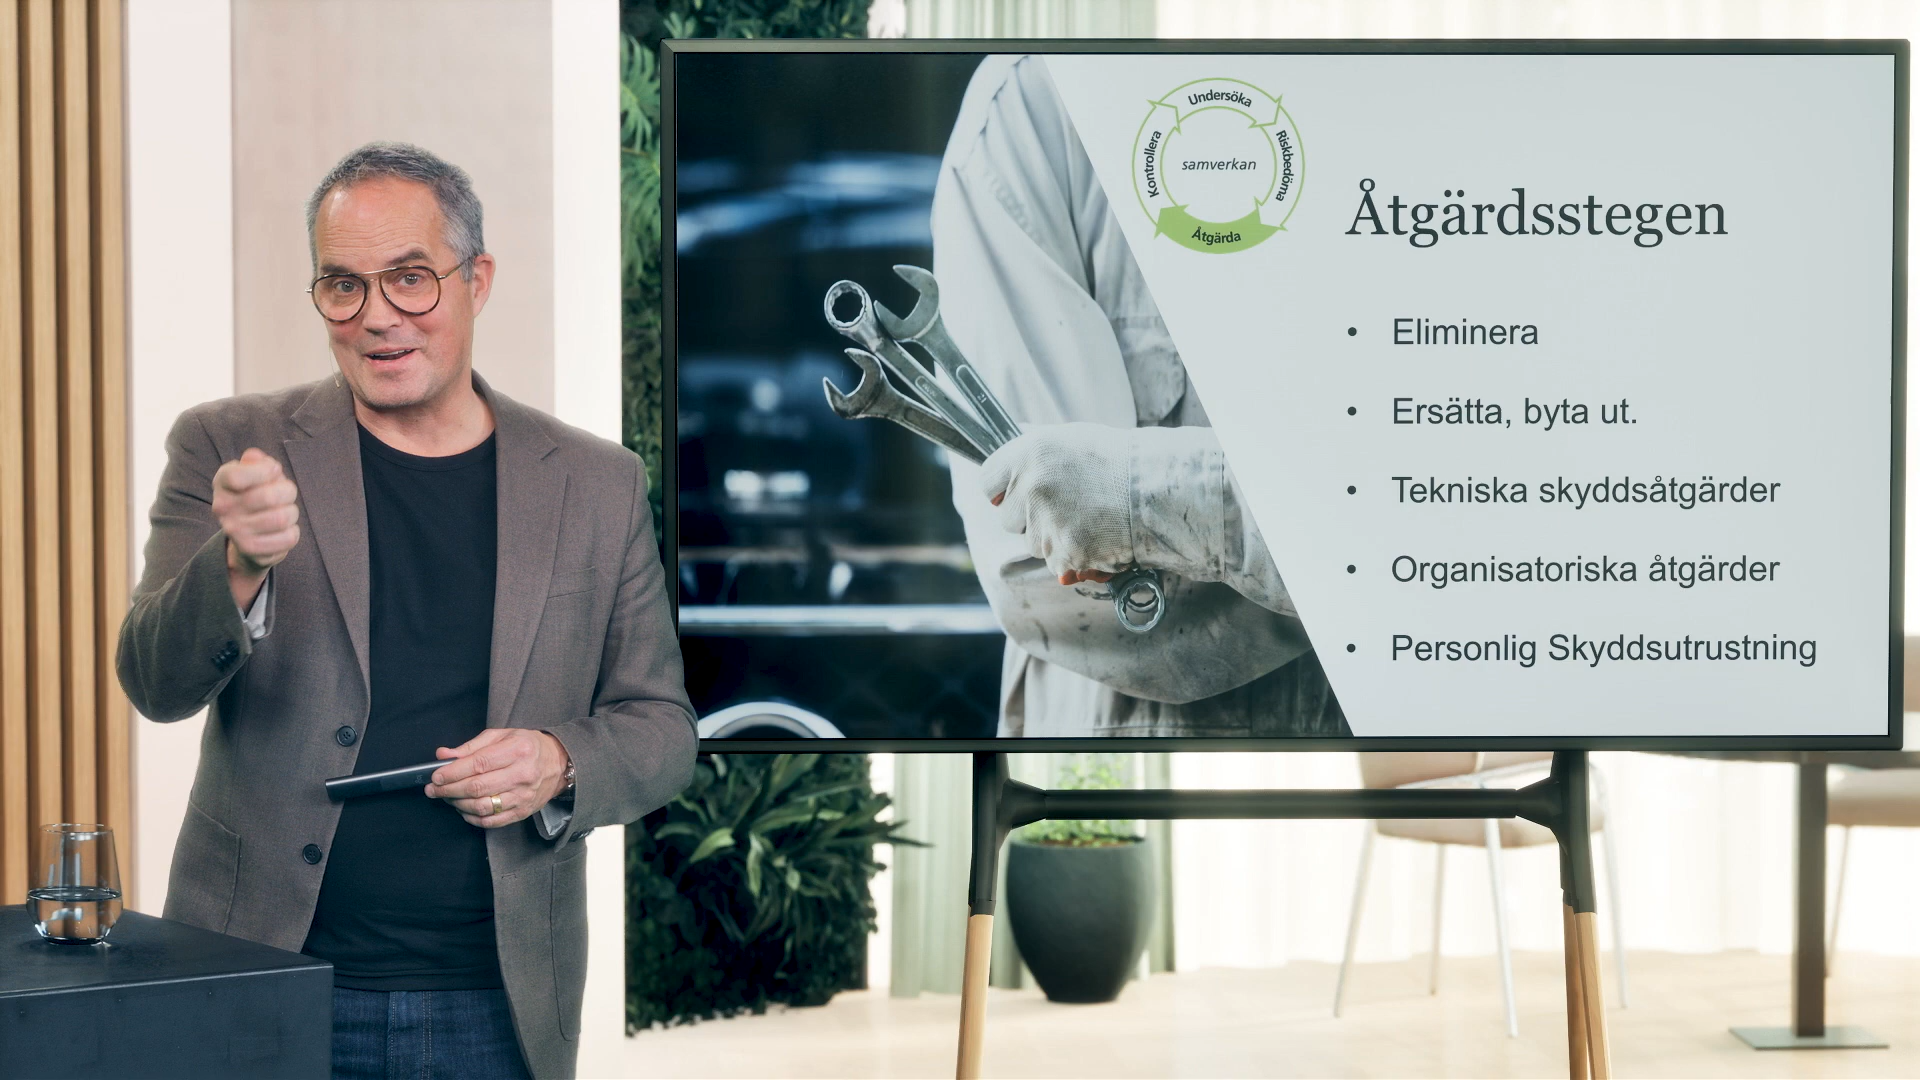 Undersöka
Riskbedöma
Kontrollera
samverkan
Åtgärda
Åtgärdsstegen
• Eliminera
• Ersätta, byta ut.
• Tekniska skyddsåtgärder
• Organisatoriska åtgärder
• Personlig Skyddsutrustning